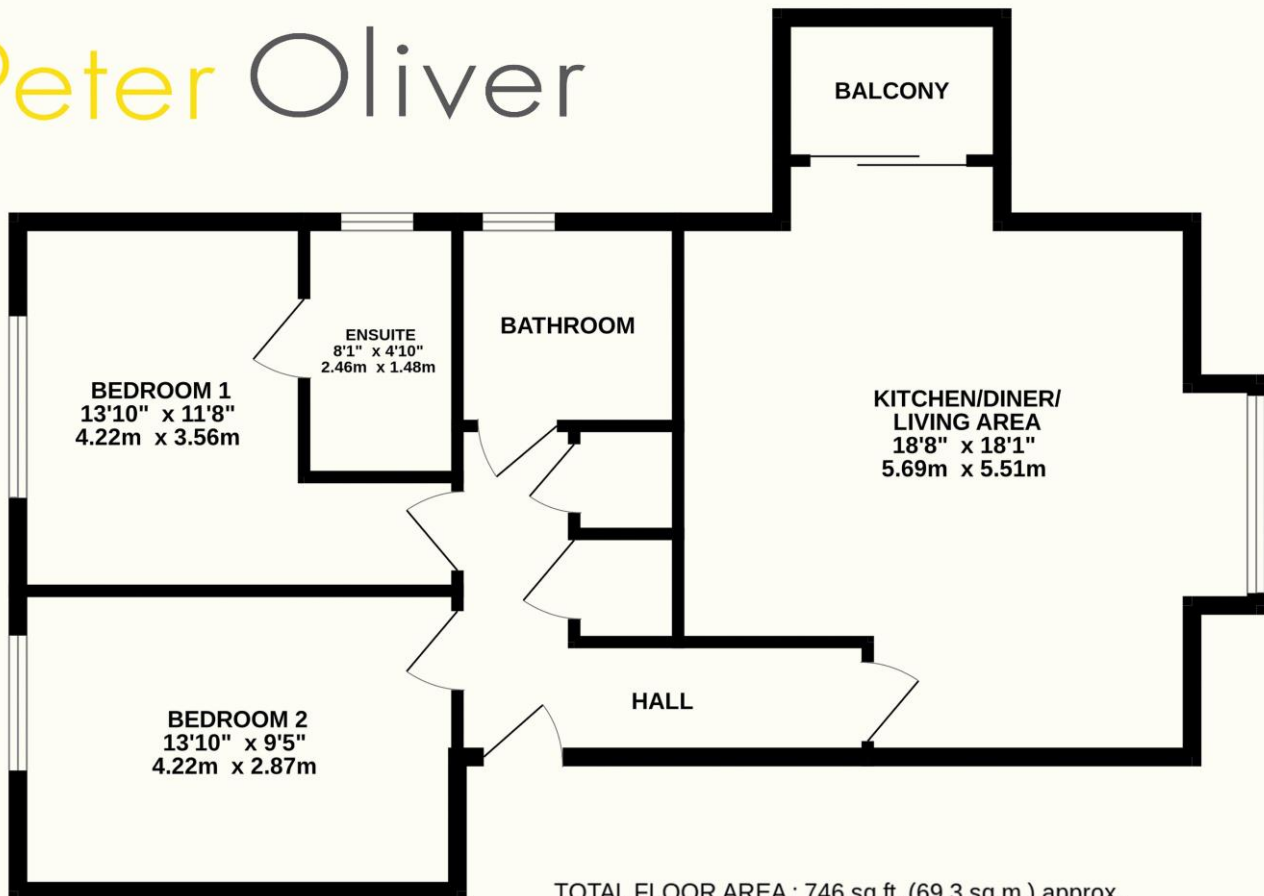 Peter Oliver
BALCONY
ENSUITE
8'1" x 4'10"
2.46m x 1.48m
BATHROOM
BEDROOM 1
13'10" x 11'8"
4.22m x 3.56m
KITCHEN/DINER/
LIVING AREA
18'8" x 18'1"
5.69m x 5.51m
HALL
BEDROOM 2
13'10" x 9'5"
4.22m x 2.87m
TOTAL FLOOR AREA : 746 sq.ft. (69.3 sq.m.) approx.